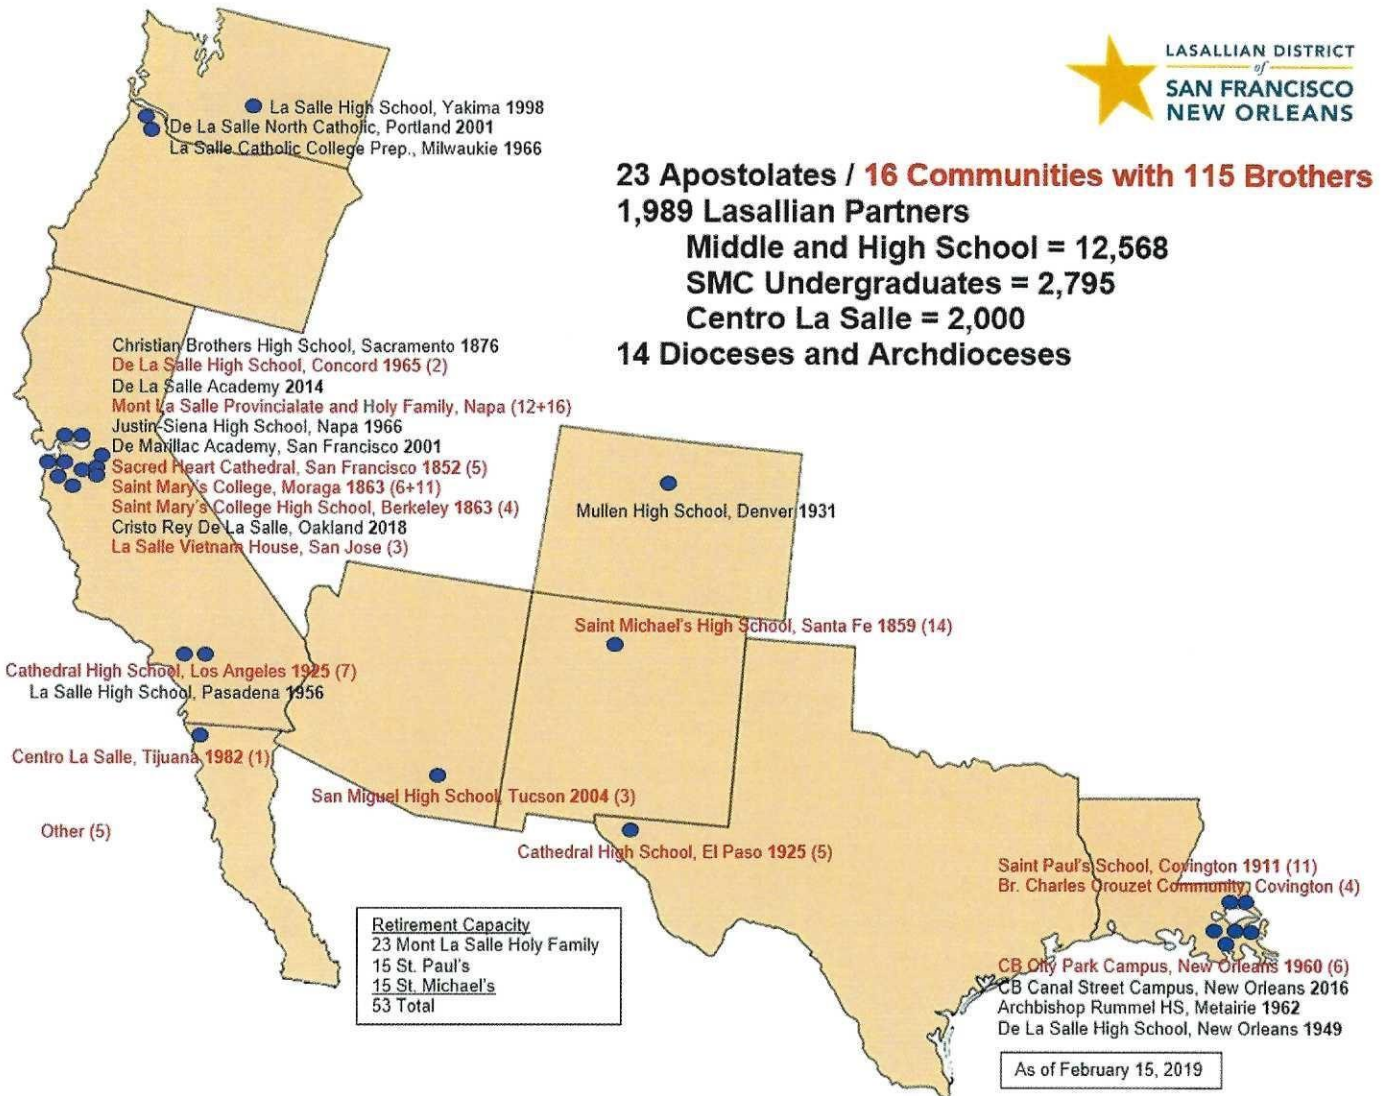 LASALLIAN DISTRICT
of
SAN FRANCISCO
NEW ORLEANS
La Salle High School, Yakima 1998
De La Salle North Catholic, Portland 2001
La Salle Catholic College Prep., Milwaukie 1966
23 Apostolates / 16 Communities with 115 Brothers
1,989 Lasallian Partners
Middle and High School = 12,568
SMC Undergraduates = 2,795
Centro La Salle = 2,000
14 Dioceses and Archdioceses
Christian Brothers High School, Sacramento 1876
De La Salle High School, Concord 1965 (2)
De La Salle Academy 2014
Mont La Salle Provincialate and Holy Family, Napa (12+16)
Justin-Siena High School, Napa 1966
De Marillac Academy, San Francisco 2001
Sacred Heart Cathedral, San Francisco 1852 (5)
Saint Mary's College, Moraga 1863 (6+11)
Saint Mary's College High School, Berkeley 1863 (4)
Cristo Rey De La Salle, Oakland 2018
La Salle Vietnam House, San Jose (3)
Mullen High School, Denver 1931
Saint Michael's High School, Santa Fe 1859 (14)
Cathedral High School, Los Angeles 1925 (7)
La Salle High School, Pasadena 1956
Centro La Salle, Tijuana 1982 (1)
San Miguel High School, Tucson 2004 (3)
Other (5)
Cathedral High School, El Paso 1925 (5)
Saint Paul's School, Covington 1911 (11)
Br. Charles Crouzet Community, Covington (4)
CB City Park Campus, New Orleans 1960 (6)
CB Canal Street Campus, New Orleans 2016
Archbishop Rummel HS, Metairie 1962
De La Salle High School, New Orleans 1949
Retirement Capacity
23 Mont La Salle Holy Family
15 St. Paul's
15 St. Michael's
53 Total
As of February 15, 2019